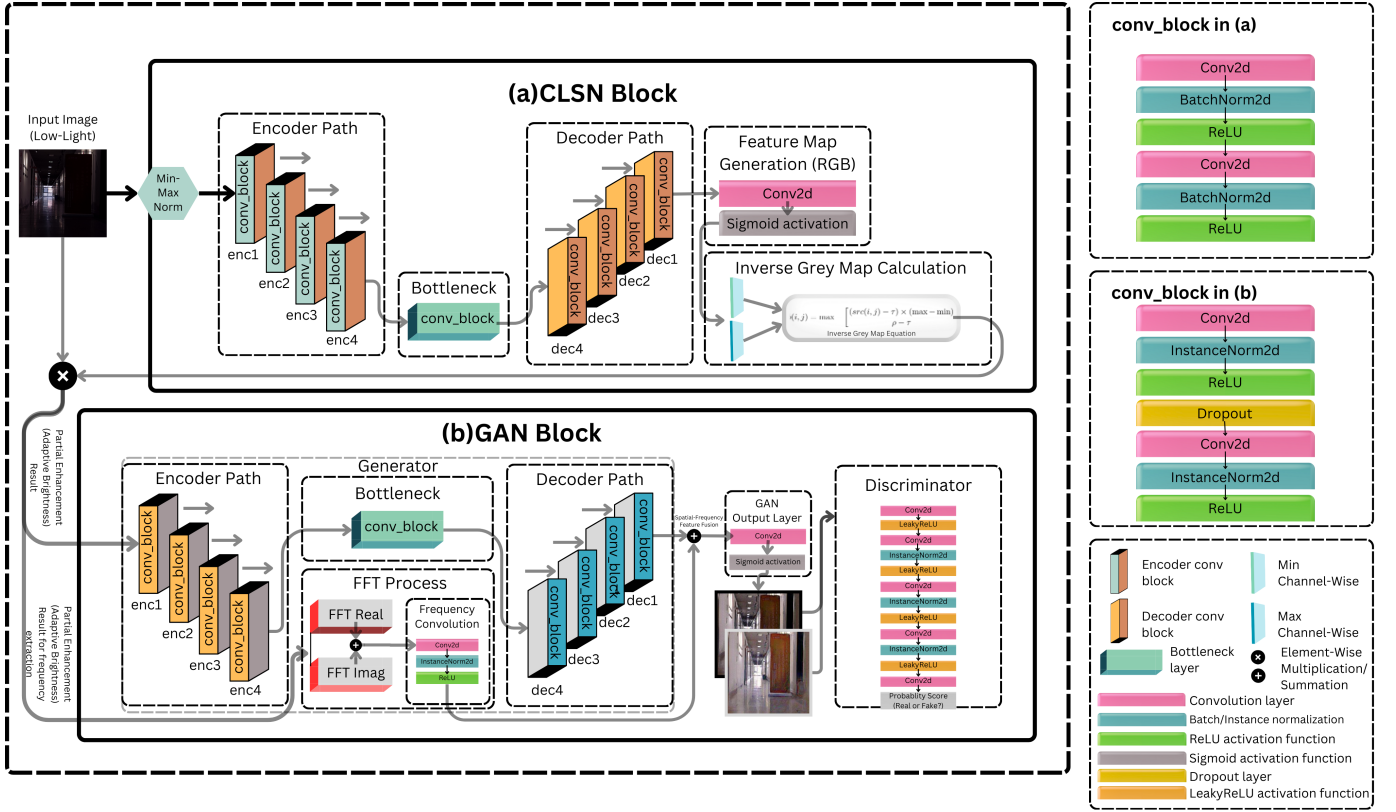 (a)CLSN Block
Input Image
(Low-Light)
Min-
Max
Norm
Encoder Path
conv_block
enc1
conv_block
enc2
conv_block
enc3
conv_block
enc4
Bottleneck
conv_block
Decoder Path
conv_block
dec4
conv_block
dec3
conv_block
dec2
conv_block
dec1
Feature Map
Generation (RGB)
Conv2d
Sigmoid activation
Inverse Grey Map Calculation
i(i, j) = max [(src(i, j) − τ) × (max − min)
ρ − τ
Inverse Grey Map Equation
Partial Enhancement
(Adaptive Brightness)
Result
Partial Enhancement
(Adaptive Brightness)
Result for frequency
extraction
(b)GAN Block
Generator
Encoder Path
conv_block
enc1
conv_block
enc2
conv_block
enc3
conv_block
enc4
Bottleneck
conv_block
FFT Process
FFT Real
FFT Imag
Frequency
Convolution
Conv2d
InstanceNorm2d
ReLU
Decoder Path
conv_block
dec4
conv_block
dec3
conv_block
dec2
conv_block
dec1
Spatial-Frequency
Feature Fusion
GAN
Output Layer
Conv2d
Sigmoid activation
Discriminator
Conv2d
LeakyReLU
Conv2d
InstanceNorm2d
LeakyReLU
Conv2d
InstanceNorm2d
LeakyReLU
Conv2d
InstanceNorm2d
LeakyReLU
Conv2d
Probablity Score
(Real or Fake?)
conv_block in (a)
Conv2d
BatchNorm2d
ReLU
Conv2d
BatchNorm2d
ReLU
conv_block in (b)
Conv2d
InstanceNorm2d
ReLU
Dropout
Conv2d
InstanceNorm2d
ReLU
Encoder conv
block
Min
Channel-Wise
Decoder conv
block
Max
Channel-Wise
Bottleneck
layer
Element-Wise
Multiplication/
Summation
Convolution layer
Batch/Instance normalization
ReLU activation function
Sigmoid activation function
Dropout layer
LeakyReLU activation function